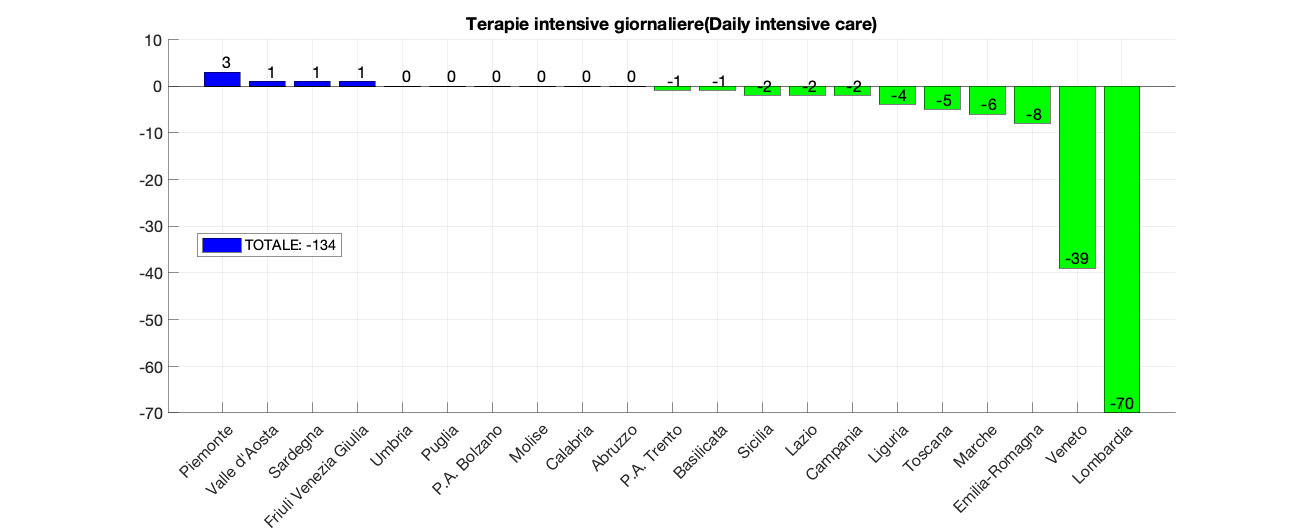 Terapie intensive giornaliere(Daily intensive care)
10
0
-10
-20
-30
-40
-50
-60
-70
3
1
1
1
0
0
0
0
0
0
-1
-1
-2
-2
-2
-4
-5
-6
-8
-39
-70
TOTALE: -134
Piemonte
Valle d'Aosta
Sardegna
Friuli Venezia Giulia
Umbria
Puglia
P.A. Bolzano
Molise
Calabria
Abruzzo
P.A. Trento
Basilicata
Sicilia
Lazio
Campania
Liguria
Toscana
Marche
Emilia-Romagna
Veneto
Lombardia